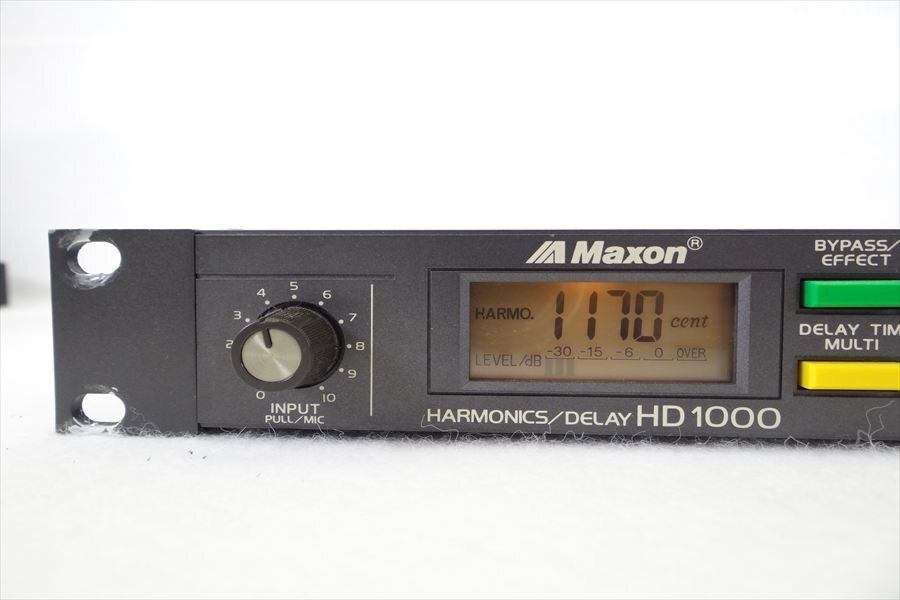 Maxon®
BYPASS/
EFFECT
HARMO. 1170 cent
LEVEL/dB -30 -15 -6 0 OVER
DELAY TIM
MULTI
0 2 3 4 5 6 7 8 9 10
INPUT
PULL/MIC
HARMONICS/DELAY HD1000